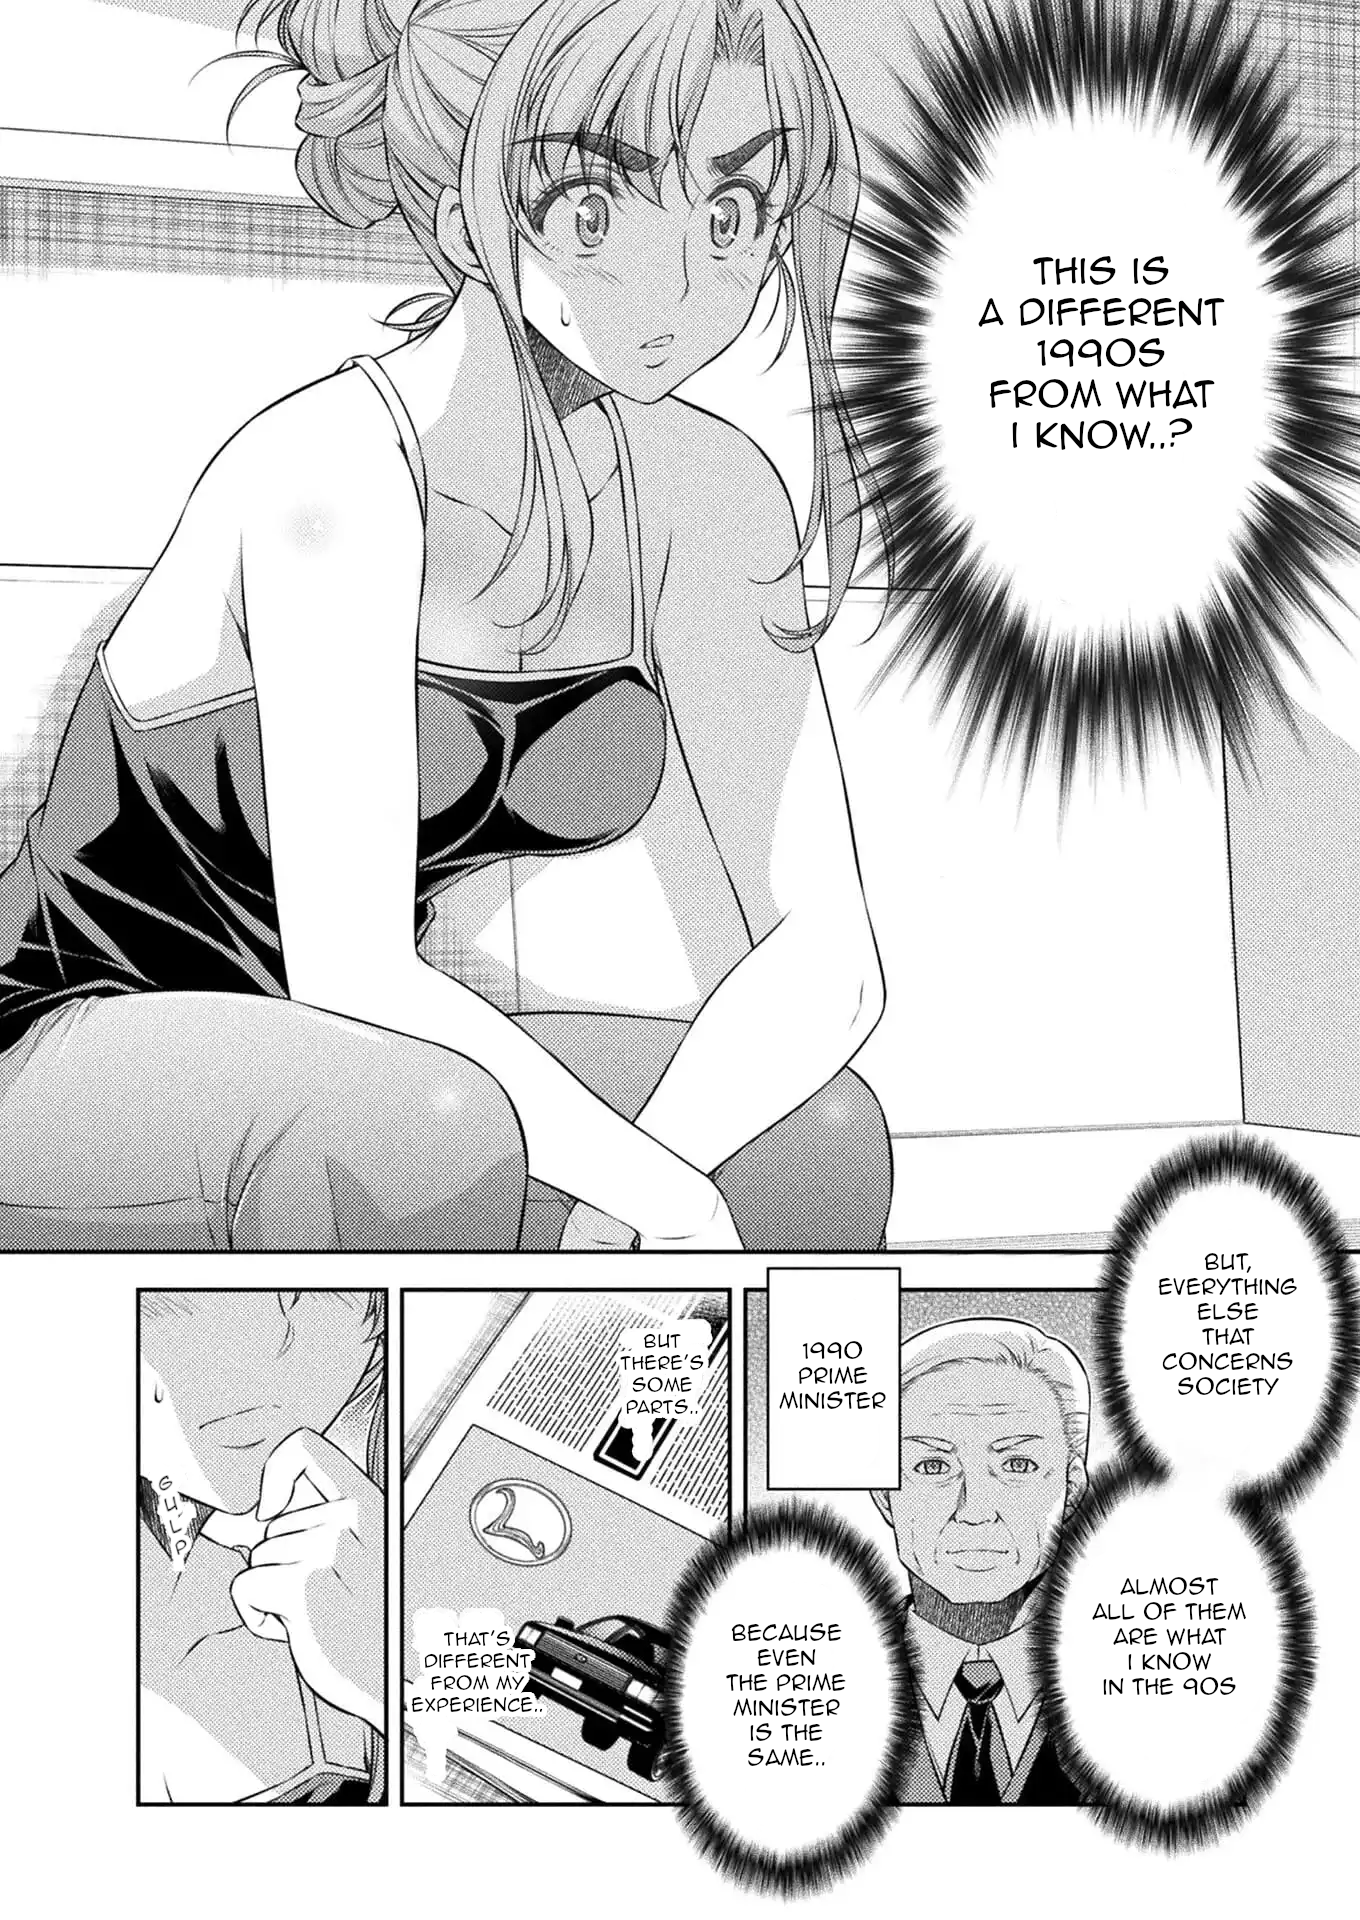 THIS IS
A DIFFERENT
1990S
FROM WHAT
I KNOW..?
BUT,
EVERYTHING
ELSE
THAT
CONCERNS
SOCIETY
ALMOST
ALL OF THEM
ARE WHAT
I KNOW
IN THE 90S
1990
PRIME
MINISTER
BECAUSE
EVEN
THE PRIME
MINISTER
IS THE
SAME..
BUT
THERE'S
SOME
PARTS..
THAT'S
DIFFERENT
FROM MY
EXPERIENCE..
GULP